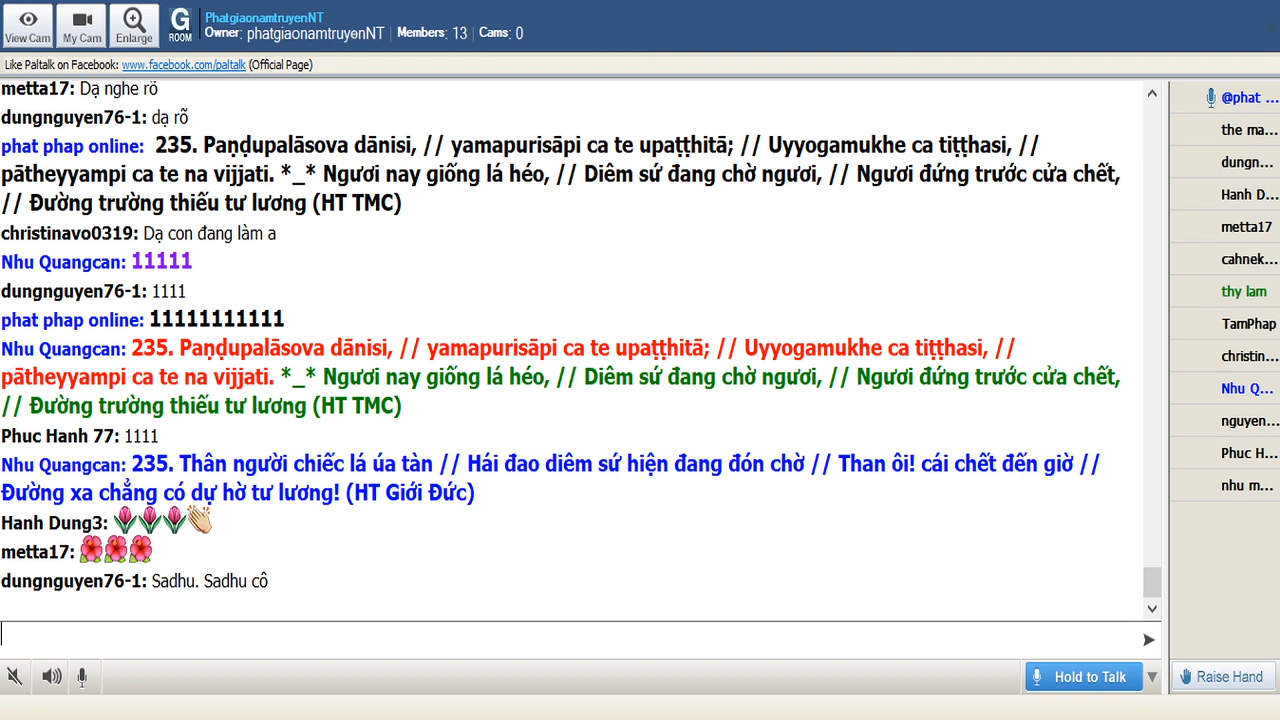 View Cam
My Cam
Enlarge
G
ROOM
PhatgiaonamtruyenNT
Owner: phatgiaonamtruyenNT | Members: 13 | Cams: 0
Like Paltalk on Facebook: www.facebook.com/paltalk (Official Page)
metta17: Dạ nghe rõ
dungnguyen76-1: dạ rõ
phat phap online: 235. Paṇḍupalāsova dānisi, // yamapurisāpi ca te upaṭṭhitā; // Uyyogamukhe ca tiṭṭhasi, //
pātheyyampi ca te na vijjati. *_* Ngươi nay giống lá héo, // Diêm sứ đang chờ ngươi, // Ngươi đứng trước cửa chết,
// Đường trường thiếu tư lương (HT TMC)
christinavo0319: Dạ con đang làm a
Nhu Quangcan: 11111
dungnguyen76-1: 1111
phat phap online: 11111111111
Nhu Quangcan: 235. Paṇḍupalāsova dānisi, // yamapurisāpi ca te upaṭṭhitā; // Uyyogamukhe ca tiṭṭhasi, //
pātheyyampi ca te na vijjati. *_* Ngươi nay giống lá héo, // Diêm sứ đang chờ ngươi, // Ngươi đứng trước cửa chết,
// Đường trường thiếu tư lương (HT TMC)
Phuc Hanh 77: 1111
Nhu Quangcan: 235. Thân người chiếc lá úa tàn // Hái đao diêm sứ hiện đang đón chờ // Than ôi! cái chết đến giờ //
Đường xa chẳng có dự hờ tư lương! (HT Giới Đức)
Hanh Dung3: 🌷🌷🌷👏
metta17: 🌺🌺🌺
dungnguyen76-1: Sadhu. Sadhu cô
@phat ...
the ma...
dungn...
Hanh D...
metta17
cahnek...
thy lam
TamPhap
christin...
Nhu Q...
nguyen...
Phuc H...
nhu m...
Hold to Talk
Raise Hand